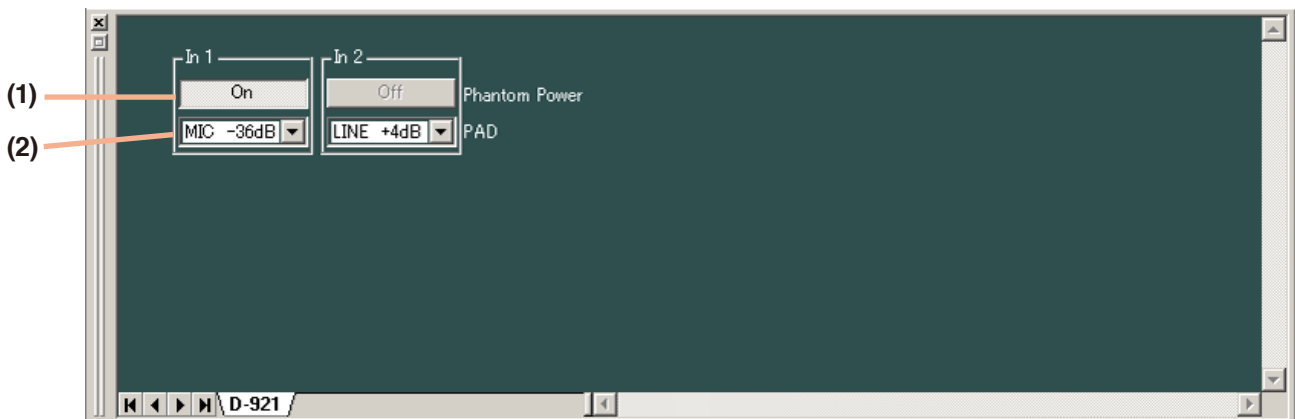 In 1 In 2
(1) On Off Phantom Power
(2) MIC -36dB LINE +4dB PAD
D-921